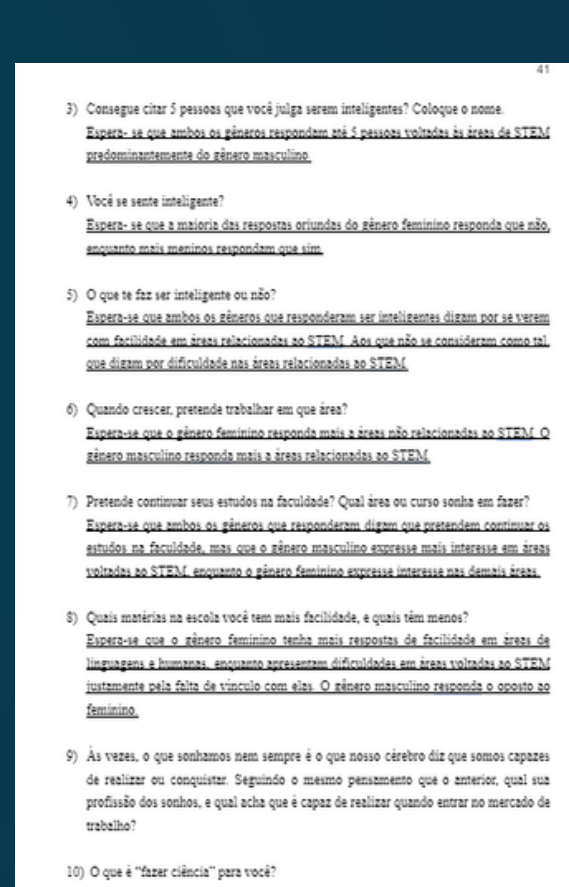 41
3) Consegue citar 5 pessoas que você julga serem inteligentes? Coloque o nome.
Espera- se que ambos os gêneros respondam até 5 pessoas voltadas às áreas de STEM
predominantemente do gênero masculino.
4) Você se sente inteligente?
Espera- se que a maioria das respostas oriundas do gênero feminino responda que não,
enquanto mais meninos respondam que sim.
5) O que te faz ser inteligente ou não?
Espera-se que ambos os gêneros que responderam ser inteligentes digam por se verem
com facilidade em áreas relacionadas ao STEM. Aos que não se consideram como tal,
que digam por dificuldade nas áreas relacionadas ao STEM.
6) Quando crescer, pretende trabalhar em que área?
Espera-se que o gênero feminino responda mais a áreas não relacionadas ao STEM. O
gênero masculino responda mais a áreas relacionadas ao STEM.
7) Pretende continuar seus estudos na faculdade? Qual área ou curso sonha em fazer?
Espera-se que ambos os gêneros que responderam digam que pretendem continuar os
estudos na faculdade, mas que o gênero masculino expresse mais interesse em áreas
voltadas ao STEM, enquanto o gênero feminino expresse interesse nas demais áreas.
8) Quais matérias na escola você tem mais facilidade, e quais têm menos?
Espera-se que o gênero feminino tenha mais respostas de facilidade em áreas de
linguagens e humanas, enquanto apresentam dificuldades em áreas voltadas ao STEM
justamente pela falta de vínculo com elas. O gênero masculino responda o oposto ao
feminino.
9) Às vezes, o que sonhamos nem sempre é o que nosso cérebro diz que somos capazes
de realizar ou conquistar. Seguindo o mesmo pensamento que o anterior, qual sua
profissão dos sonhos, e qual acha que é capaz de realizar quando entrar no mercado de
trabalho?
10) O que é "fazer ciência" para você?